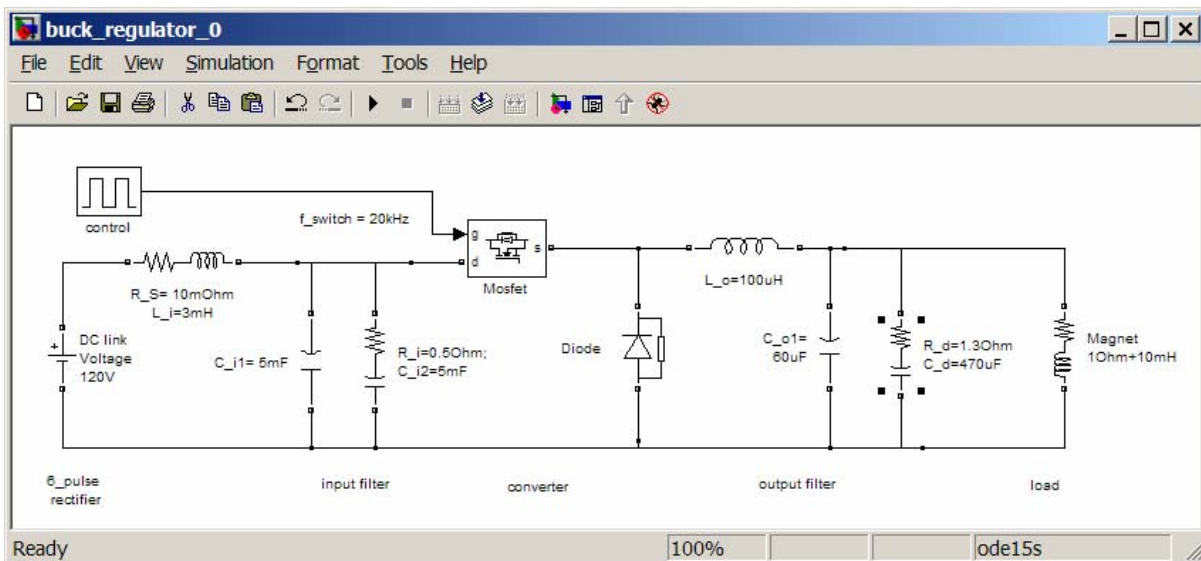 buck_regulator_0
File Edit View Simulation Format Tools Help
control
f_switch = 20kHz
g
d
s
Mosfet
R_S= 10mOhm
L_i=3mH
L_o=100uH
+
DC link
Voltage
120V
C_i1= 5mF
R_i=0.5Ohm;
C_i2=5mF
Diode
C_o1=
60uF
R_d=1.3Ohm
C_d=470uF
Magnet
1Ohm+10mH
6_pulse
rectifier
input filter
converter
output filter
load
Ready 100% ode15s